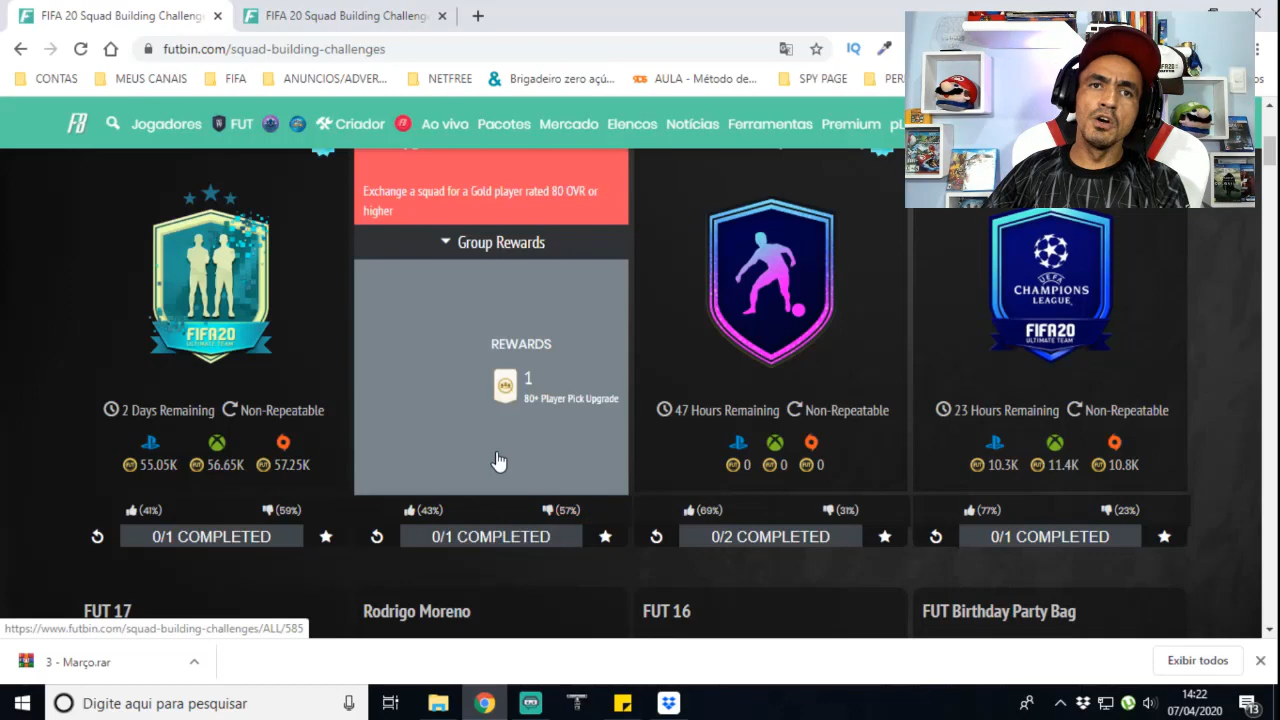 FIFA 20 Squad Building Challeng
FIFA 20 Squad Building Challeng
futbin.com/squad-building-challenges
IQ
CONTAS
MEUS CANAIS
FIFA
ANUNCIOS/ADVER...
NETFREE
Brigadeiro zero açú...
AULA - Método de...
SPY PAGE
F8
Jogadores
FUT
Criador
Ao vivo
Pacotes
Mercado
Elencos
Notícias
Ferramentas
Premium
Exchange a squad for a Gold player rated 80 OVR or
higher
Group Rewards
REWARDS
1
80+ Player Pick Upgrade
FIFA20
ULTIMATE TEAM
UEFA
CHAMPIONS
LEAGUE
FIFA20
ULTIMATE TEAM
2 Days Remaining
Non-Repeatable
47 Hours Remaining
Non-Repeatable
23 Hours Remaining
Non-Repeatable
55.05K
56.65K
57.25K
0
0
0
10.3K
11.4K
10.8K
(41%)
(59%)
(43%)
(57%)
(69%)
(31%)
(77%)
(23%)
0/1 COMPLETED
0/1 COMPLETED
0/2 COMPLETED
0/1 COMPLETED
FUT 17
Rodrigo Moreno
FUT 16
FUT Birthday Party Bag
https://www.futbin.com/squad-building-challenges/ALL/585
3 - Março.rar
Exibir todos
Digite aqui para pesquisar
14:22
07/04/2020
13